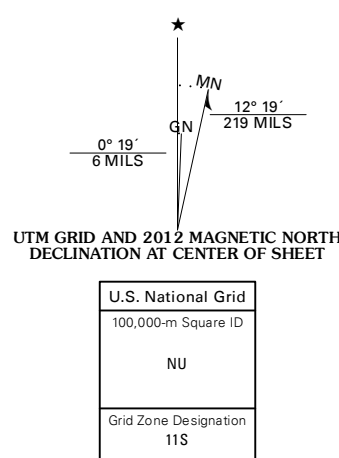 MN
GN
12° 19´
219 MILS
0° 19´
6 MILS
UTM GRID AND 2012 MAGNETIC NORTH
DECLINATION AT CENTER OF SHEET
U.S. National Grid
100,000-m Square ID
NU
Grid Zone Designation
11S